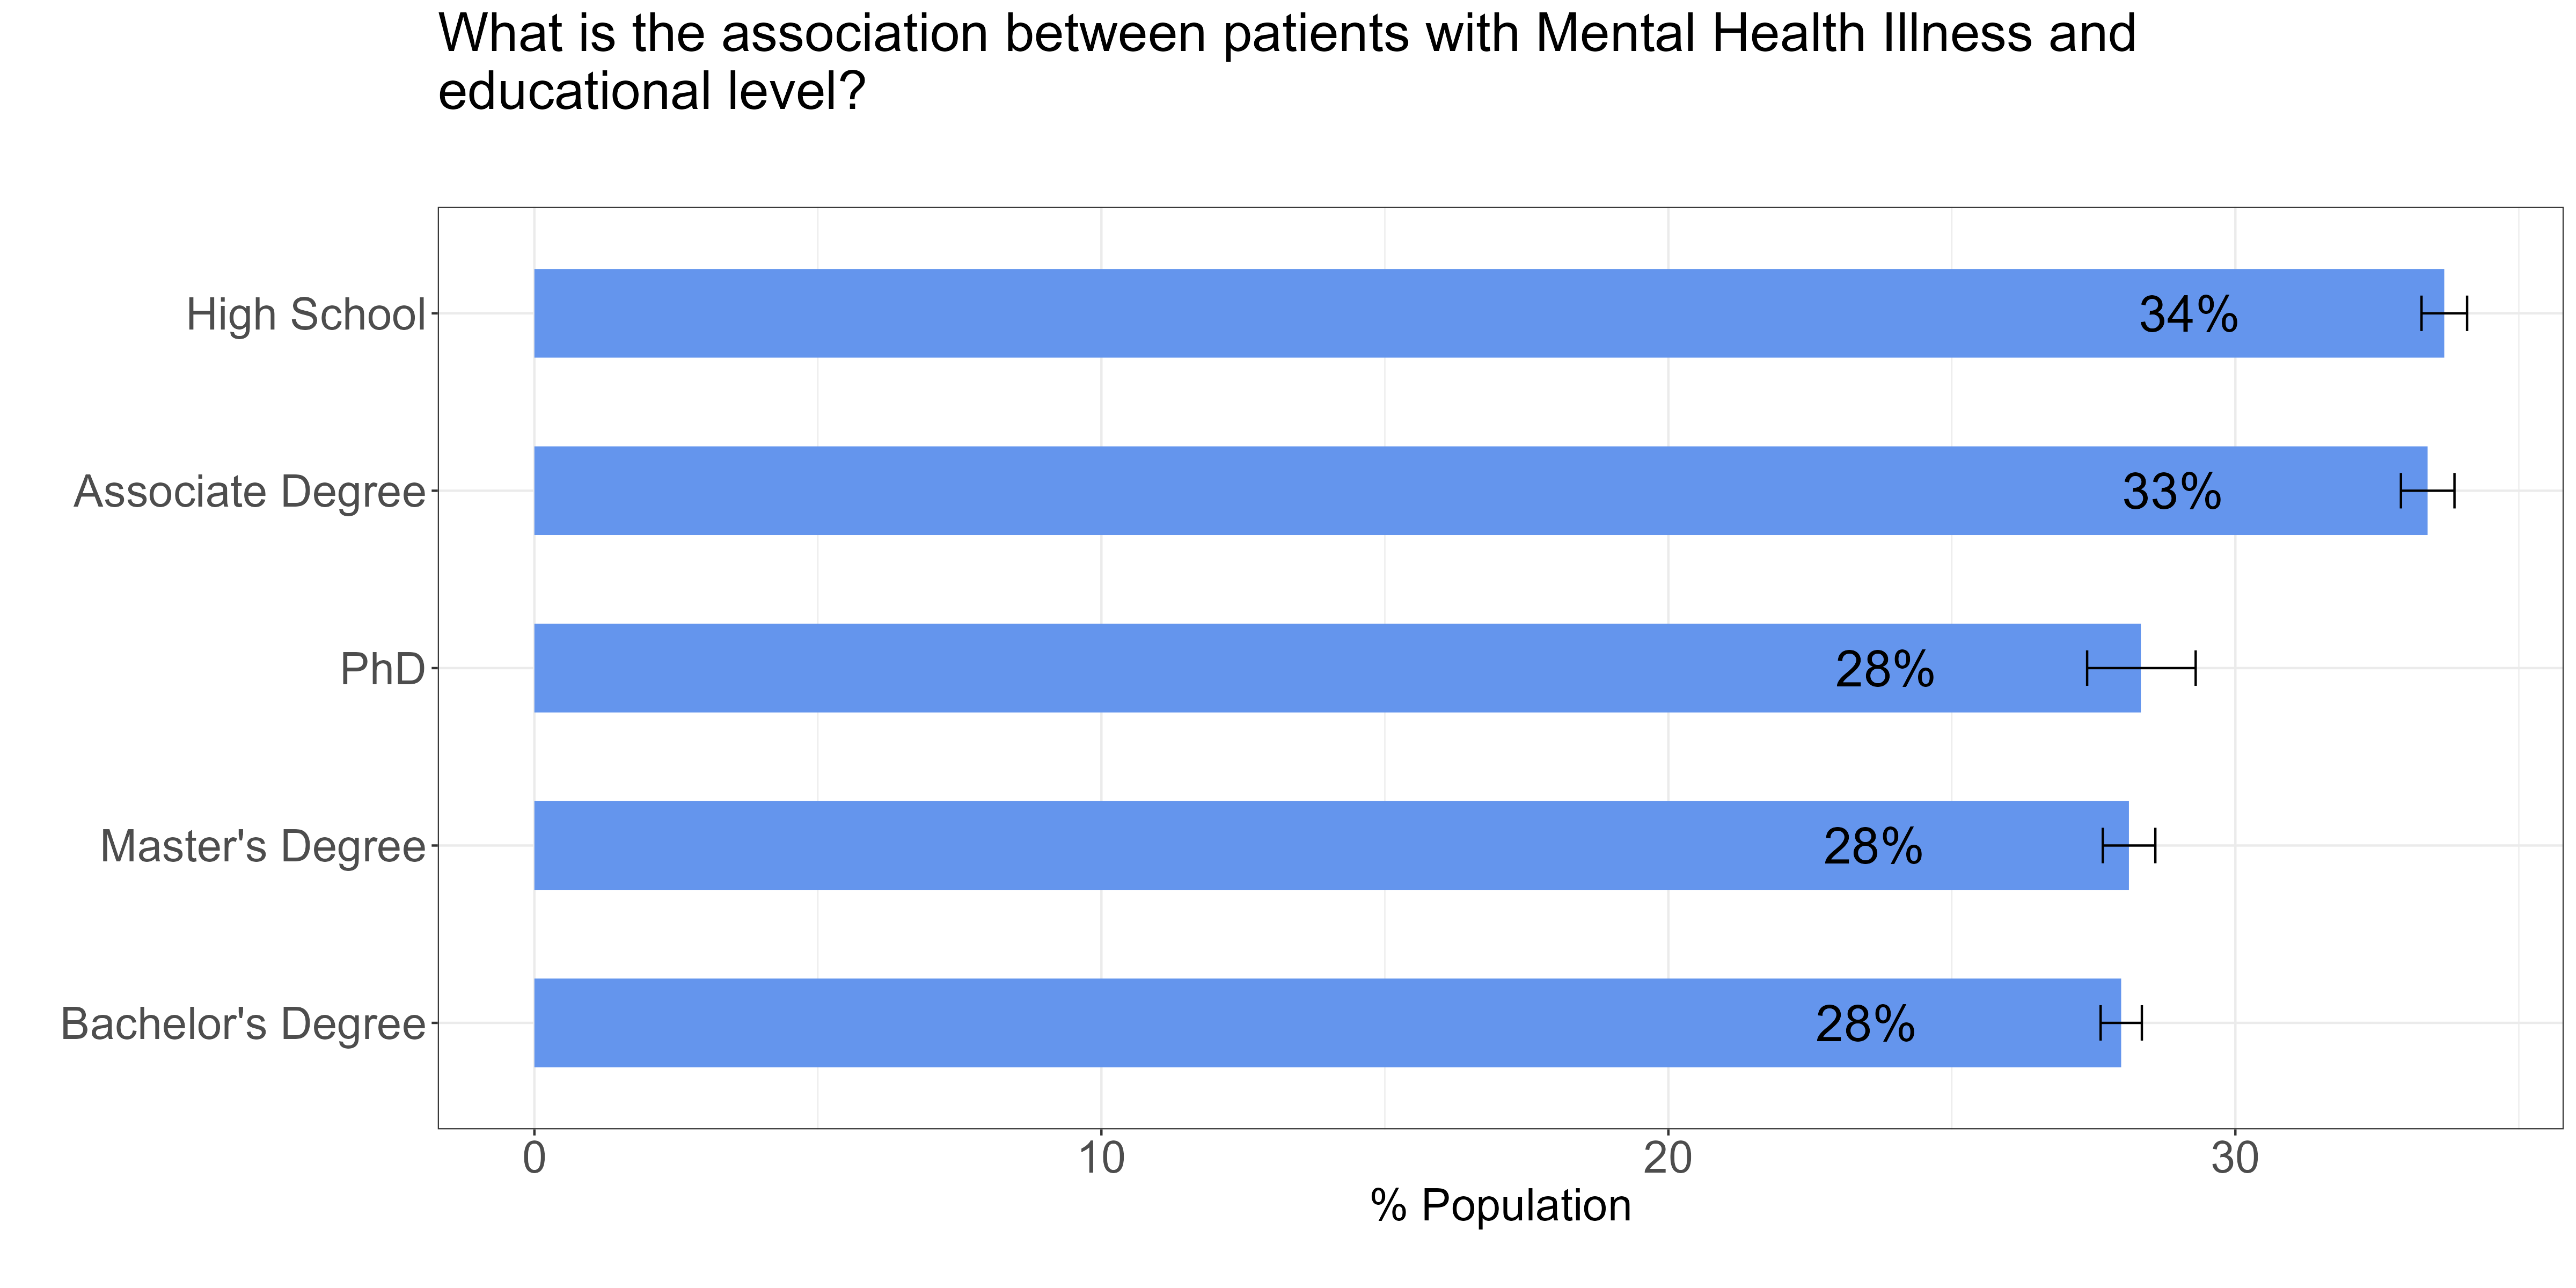 What is the association between patients with Mental Health Illness and
educational level?
High School
34%
Associate Degree
33%
PhD
28%
Master's Degree
28%
Bachelor's Degree
28%
0 10 20 30
% Population